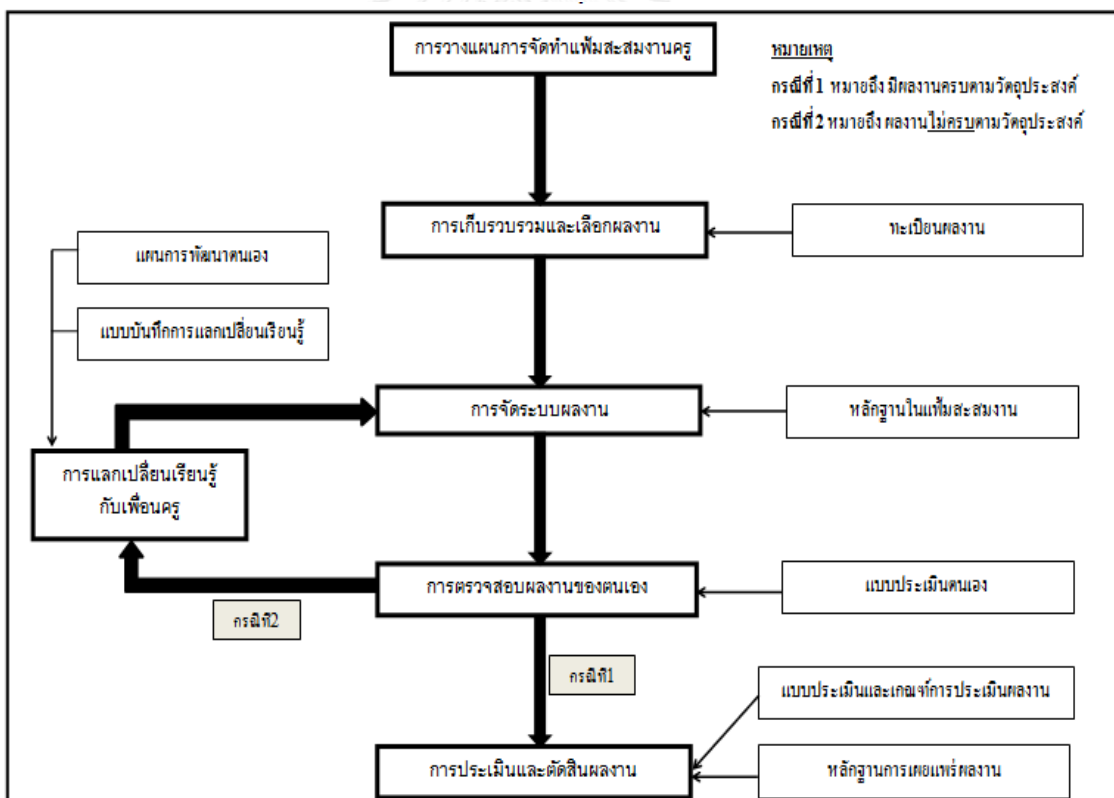 การวางแผนการจัดทำแฟ้มสะสมงานครู
หมายเหตุ
กรณีที่ 1 หมายถึง มีผลงานครบตามวัตถุประสงค์
กรณีที่ 2 หมายถึง ผลงานไม่ครบตามวัตถุประสงค์
การเก็บรวบรวมและเลือกผลงาน
ทะเบียนผลงาน
แผนการพัฒนาตนเอง
แบบบันทึกการแลกเปลี่ยนเรียนรู้
การจัดระบบผลงาน
หลักฐานในแฟ้มสะสมงาน
การแลกเปลี่ยนเรียนรู้
กับเพื่อนครู
การตรวจสอบผลงานของตนเอง
แบบประเมินตนเอง
กรณีที่2
กรณีที่1
แบบประเมินและเกณฑ์การประเมินผลงาน
การประเมินและตัดสินผลงาน
หลักฐานการเผยแพร่ผลงาน